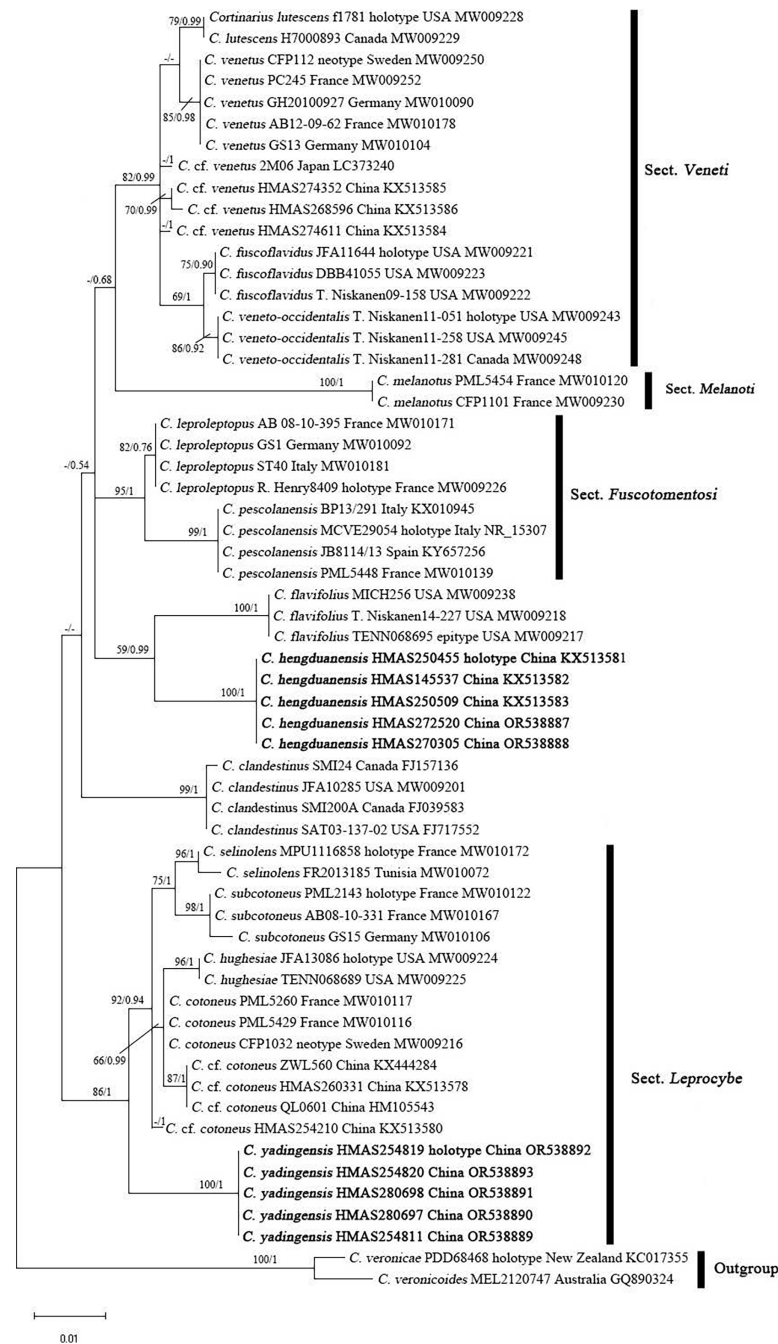 79/0.99
Cortinarius lutescens f1781 holotype USA MW009228
C. lutescens H7000893 Canada MW009229
-/-
C. venetus CFP112 neotype Sweden MW009250
C. venetus PC245 France MW009252
C. venetus GH20100927 Germany MW010090
85/0.98
C. venetus AB12-09-62 France MW010178
C. venetus GS13 Germany MW010104
-/1
C. cf. venetus 2M06 Japan LC373240
Sect. Veneti
82/0.99
C. cf. venetus HMAS274352 China KX513585
70/0.99
C. cf. venetus HMAS268596 China KX513586
-/1
C. cf. venetus HMAS274611 China KX513584
C. fuscoflavidus JFA11644 holotype USA MW009221
75/0.90
C. fuscoflavidus DBB41055 USA MW009223
-/0.68
69/1
C. fuscoflavidus T. Niskanen09-158 USA MW009222
C. veneto-occidentalis T. Niskanen11-051 holotype USA MW009243
C. veneto-occidentalis T. Niskanen11-258 USA MW009245
86/0.92
C. veneto-occidentalis T. Niskanen11-281 Canada MW009248
100/1
C. melanotus PML5454 France MW010120
Sect. Melanoti
C. melanotus CFP1101 France MW009230
C. leproleptopus AB 08-10-395 France MW010171
82/0.76
C. leproleptopus GS1 Germany MW010092
-/0.54
C. leproleptopus ST40 Italy MW010181
95/1
C. leproleptopus R. Henry8409 holotype France MW009226
Sect. Fuscotomentosi
C. pescolanensis BP13/291 Italy KX010945
99/1
C. pescolanensis MCVE29054 holotype Italy NR_15307
C. pescolanensis JB8114/13 Spain KY657256
C. pescolanensis PML5448 France MW010139
C. flavifolius MICH256 USA MW009238
100/1
C. flavifolius T. Niskanen14-227 USA MW009218
-/-
C. flavifolius TENN068695 epitype USA MW009217
59/0.99
C. hengduanensis HMAS250455 holotype China KX513581
C. hengduanensis HMAS145537 China KX513582
100/1
C. hengduanensis HMAS250509 China KX513583
C. hengduanensis HMAS272520 China OR538887
C. hengduanensis HMAS270305 China OR538888
C. clandestinus SMI24 Canada FJ157136
99/1
C. clandestinus JFA10285 USA MW009201
C. clandestinus SMI200A Canada FJ039583
C. clandestinus SAT03-137-02 USA FJ717552
96/1
C. selinolens MPU1116858 holotype France MW010172
C. selinolens FR2013185 Tunisia MW010072
75/1
C. subcotoneus PML2143 holotype France MW010122
98/1
C. subcotoneus AB08-10-331 France MW010167
C. subcotoneus GS15 Germany MW010106
96/1
C. hughesiae JFA13086 holotype USA MW009224
C. hughesiae TENN068689 USA MW009225
92/0.94
C. cotoneus PML5260 France MW010117
C. cotoneus PML5429 France MW010116
C. cotoneus CFP1032 neotype Sweden MW009216
66/0.99
C. cf. cotoneus ZWL560 China KX444284
87/1
C. cf. cotoneus HMAS260331 China KX513578
Sect. Leprocybe
86/1
C. cf. cotoneus QL0601 China HM105543
-/1
C. cf. cotoneus HMAS254210 China KX513580
C. yadingensis HMAS254819 holotype China OR538892
C. yadingensis HMAS254820 China OR538893
100/1
C. yadingensis HMAS280698 China OR538891
C. yadingensis HMAS280697 China OR538890
C. yadingensis HMAS254811 China OR538889
100/1
C. veronicae PDD68468 holotype New Zealand KC017355
Outgroup
C. veronicoides MEL2120747 Australia GQ890324
0.01